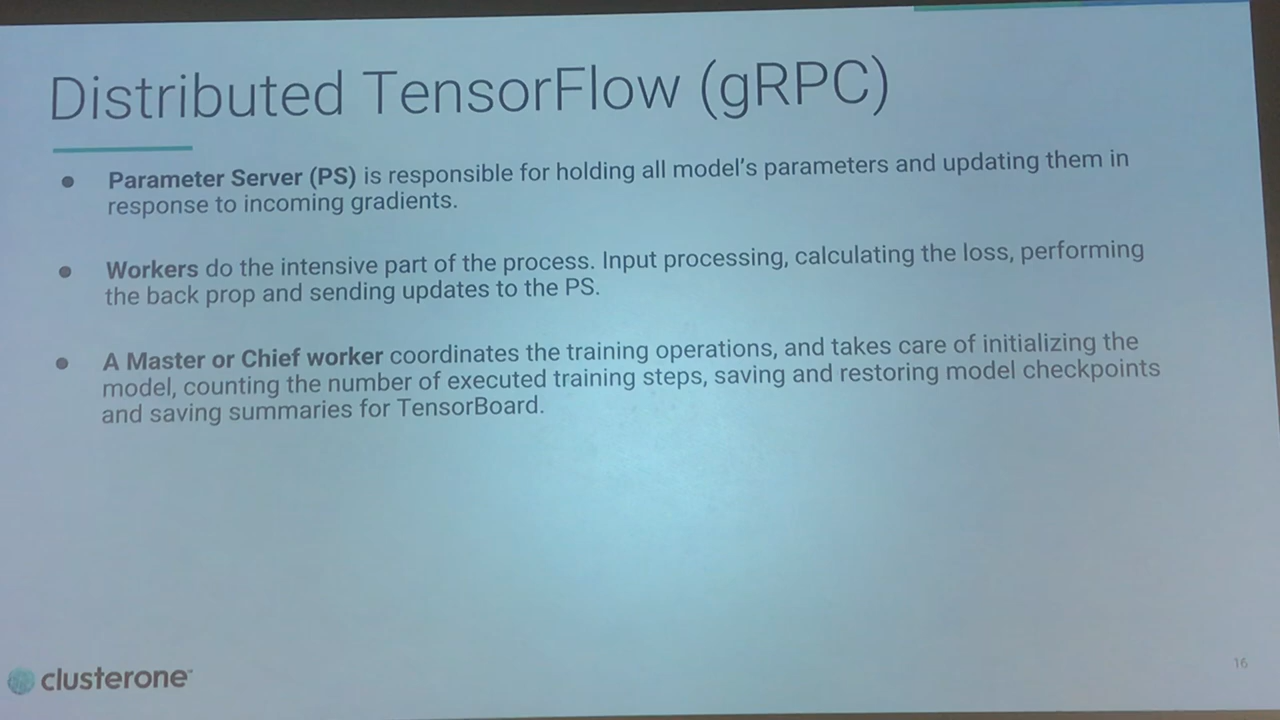 Distributed TensorFlow (gRPC)
● Parameter Server (PS) is responsible for holding all model's parameters and updating them in
response to incoming gradients.
● Workers do the intensive part of the process. Input processing, calculating the loss, performing
the back prop and sending updates to the PS.
● A Master or Chief worker coordinates the training operations, and takes care of initializing the
model, counting the number of executed training steps, saving and restoring model checkpoints
and saving summaries for TensorBoard.
clusterone™
16